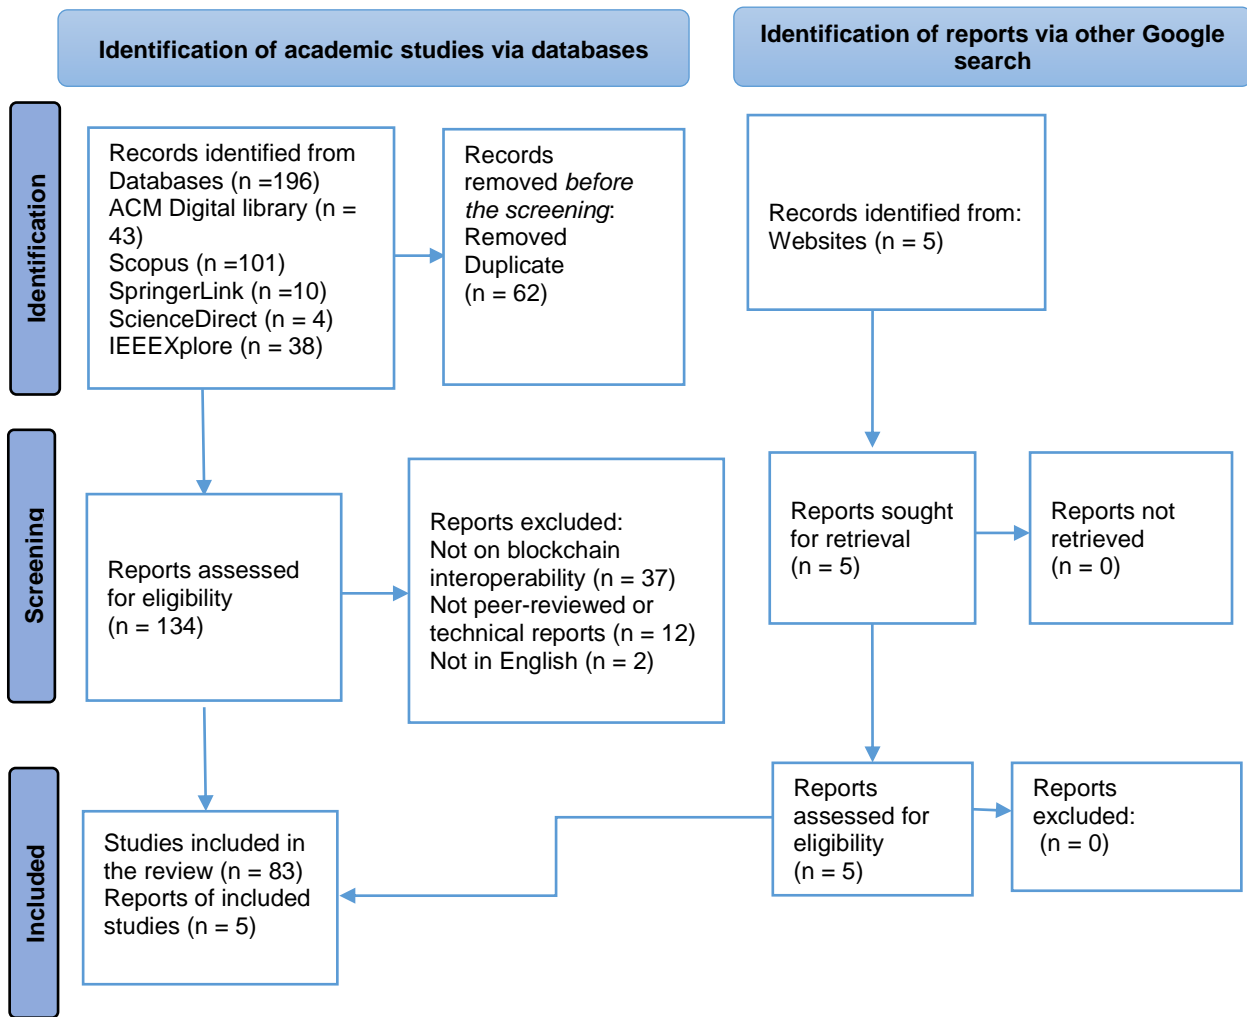 Identification of academic studies via databases
Identification of reports via other Google
search
Identification
Records identified from
Databases (n =196)
ACM Digital library (n =
43)
Scopus (n =101)
SpringerLink (n =10)
ScienceDirect (n = 4)
IEEEXplore (n = 38)
Records
removed before
the screening:
Removed
Duplicate
(n = 62)
Records identified from:
Websites (n = 5)
Screening
Reports assessed
for eligibility
(n = 134)
Reports excluded:
Not on blockchain
interoperability (n = 37)
Not peer-reviewed or
technical reports (n = 12)
Not in English (n = 2)
Reports sought
for retrieval
(n = 5)
Reports not
retrieved
(n = 0)
Included
Studies included in
the review (n = 83)
Reports of included
studies (n = 5)
Reports
assessed for
eligibility
(n = 5)
Reports
excluded:
(n = 0)